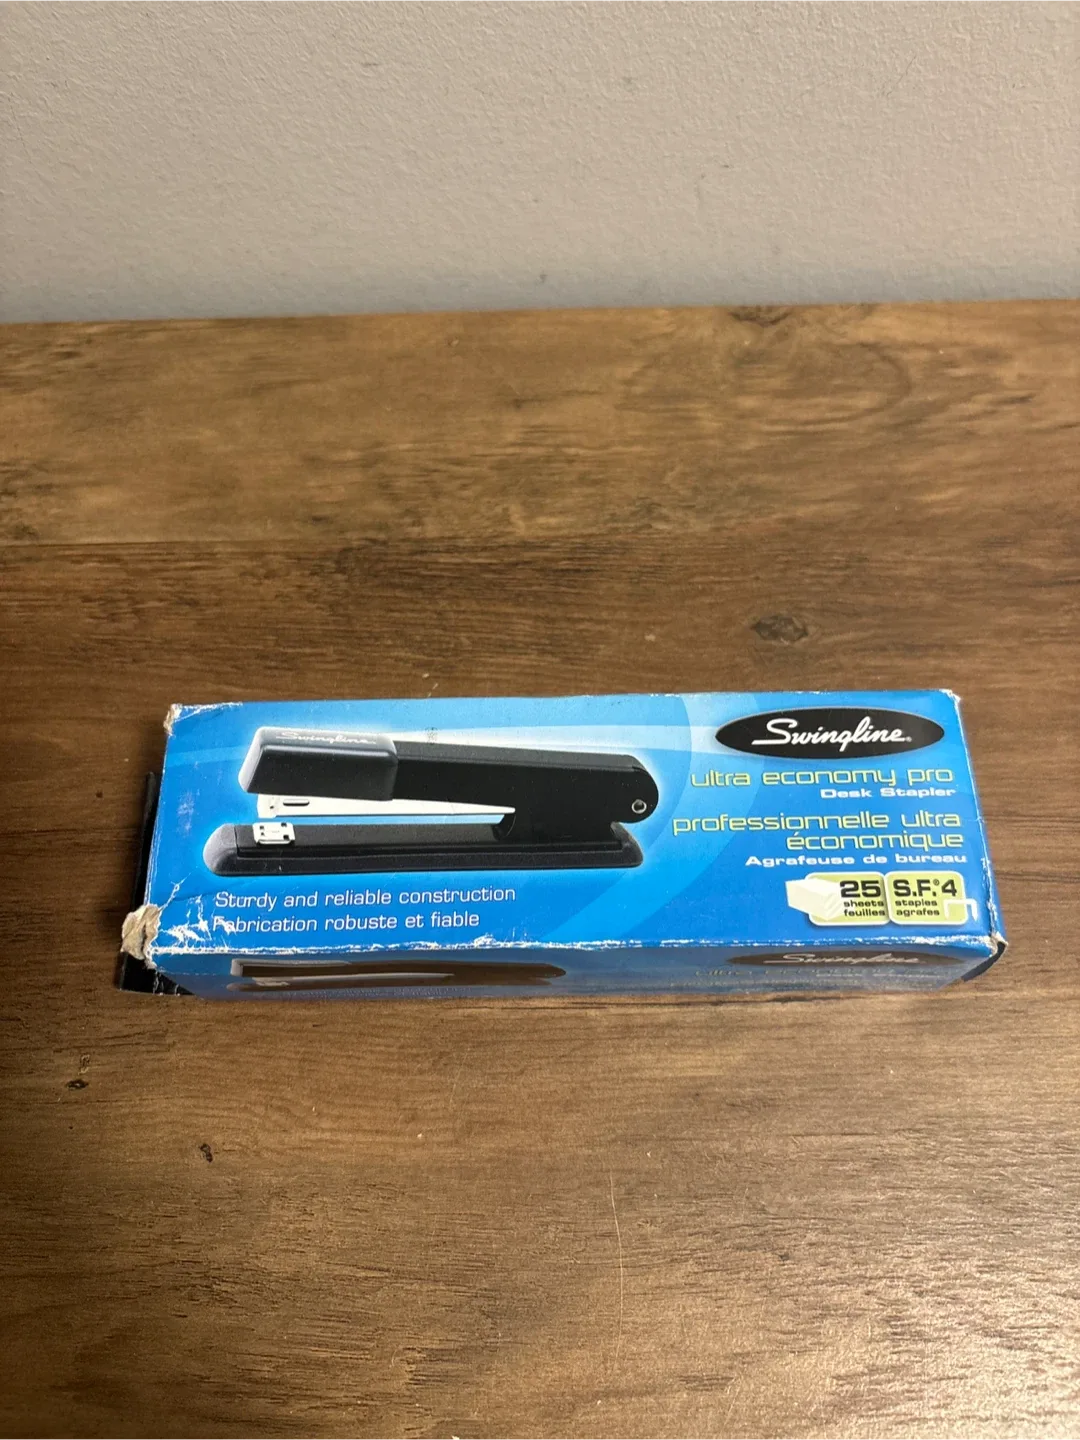 Swingline
Swingline®
ultra economy pro
Desk Stapler
professionnelle ultra
économique
Agrafeuse de bureau
25
sheets
feuilles
S.F.®4
staples
agrafes
Sturdy and reliable construction
Fabrication robuste et fiable
Swingline